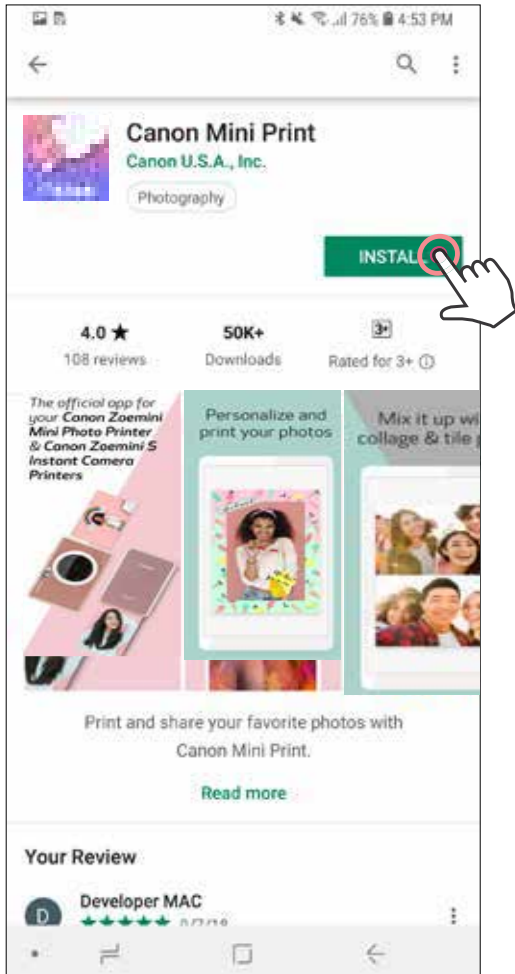 76% 4:53 PM
Canon Mini Print
Canon U.S.A., Inc.
Photography
INSTALL
4.0 ★
108 reviews
50K+
Downloads
3+
Rated for 3+
The official app for
your Canon Zoemini
Mini Photo Printer
& Canon Zoemini S
Instant Camera
Printers
Personalize and
print your photos
Mix it up wi
collage & tile
Print and share your favorite photos with
Canon Mini Print.
Read more
Your Review
D
Developer MAC